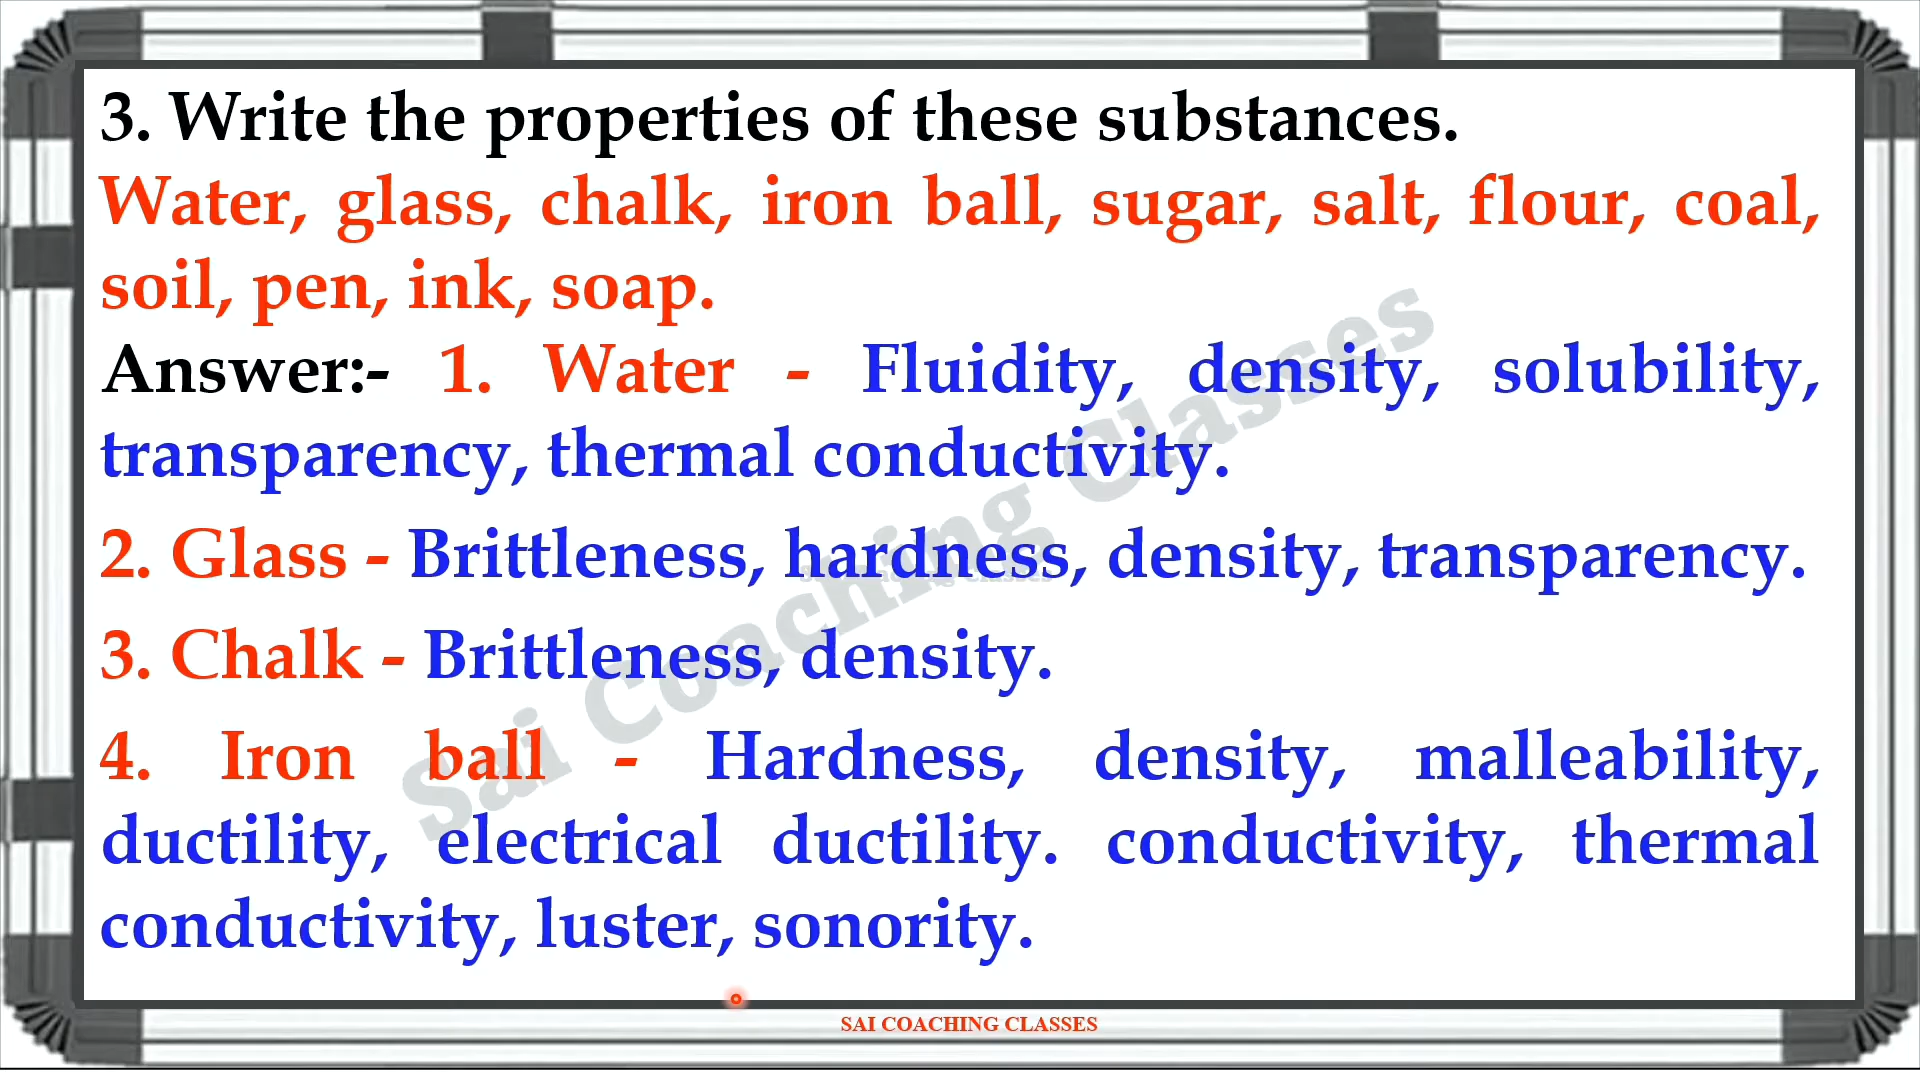 3. Write the properties of these substances.
Water, glass, chalk, iron ball, sugar, salt, flour, coal,
soil, pen, ink, soap.
Answer:- 1. Water - Fluidity, density, solubility,
transparency, thermal conductivity.
2. Glass - Brittleness, hardness, density, transparency.
3. Chalk - Brittleness, density.
4. Iron ball - Hardness, density, malleability,
ductility, electrical ductility. conductivity, thermal
conductivity, luster, sonority.
Sai Coaching Classes
SAI COACHING CLASSES